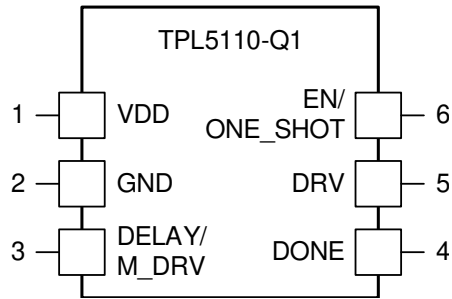 TPL5110-Q1
1 VDD
EN/
ONE_SHOT 6
2 GND
DRV 5
3 DELAY/
M_DRV
DONE 4